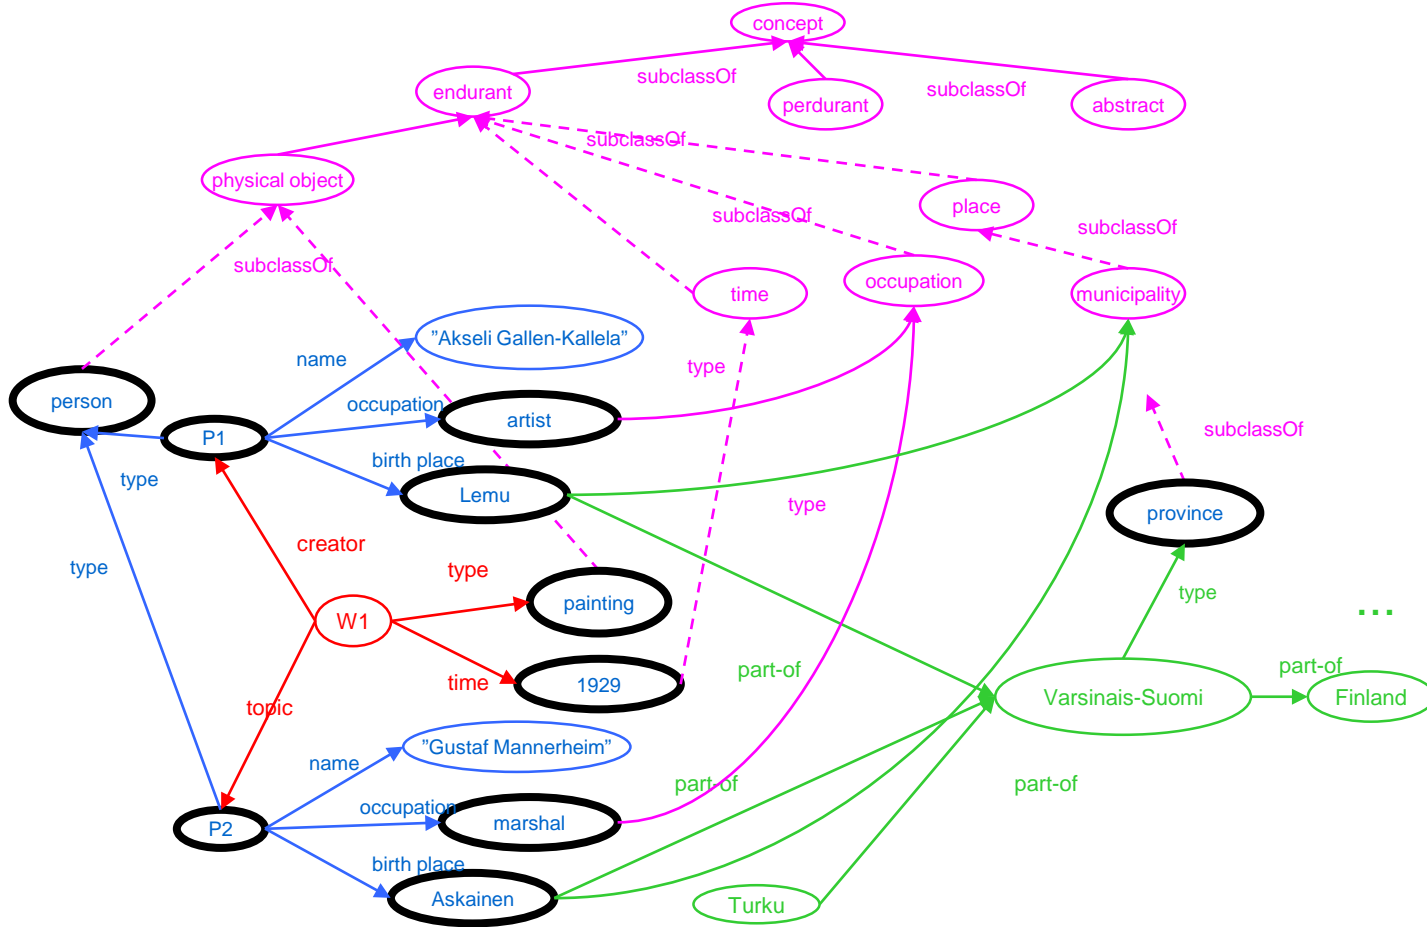 concept
subclassOf
endurant
perdurant
subclassOf
abstract
subclassOf
physical object
subclassOf
place
subclassOf
subclassOf
time
occupation
municipality
"Akseli Gallen-Kallela"
name
type
person
occupation
artist
P1
subclassOf
birth place
type
Lemu
type
province
creator
type
type
painting
type
W1
...
time
1929
part-of
part-of
Varsinais-Suomi
Finland
topic
"Gustaf Mannerheim"
name
part-of
part-of
occupation
marshal
P2
birth place
Askainen
Turku